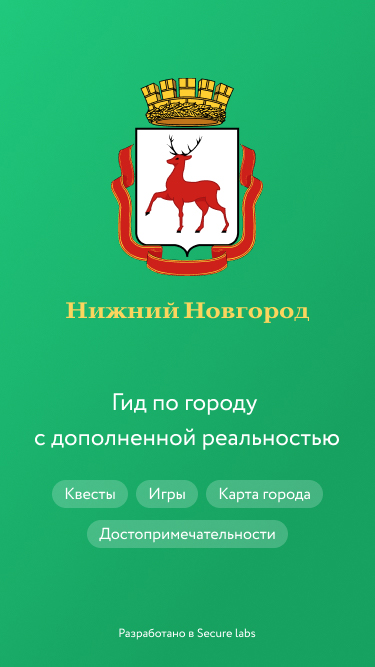 Нижний Новгород
Гид по городу
с дополненной реальностью
Квесты Игры Карта города
Достопримечательности
Разработано в Secure labs